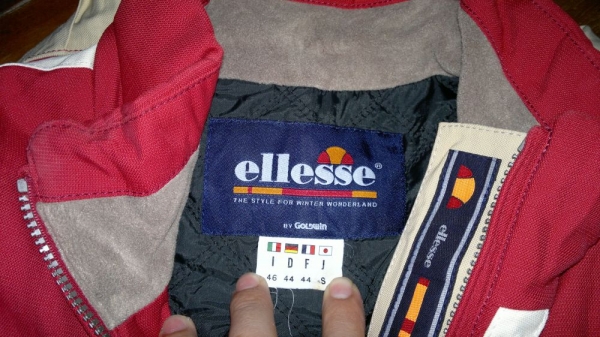 ellesse®
THE STYLE FOR WINTER WONDERLAND
BY GOLDWIN
I D F J
46 44 44 S
ellesse